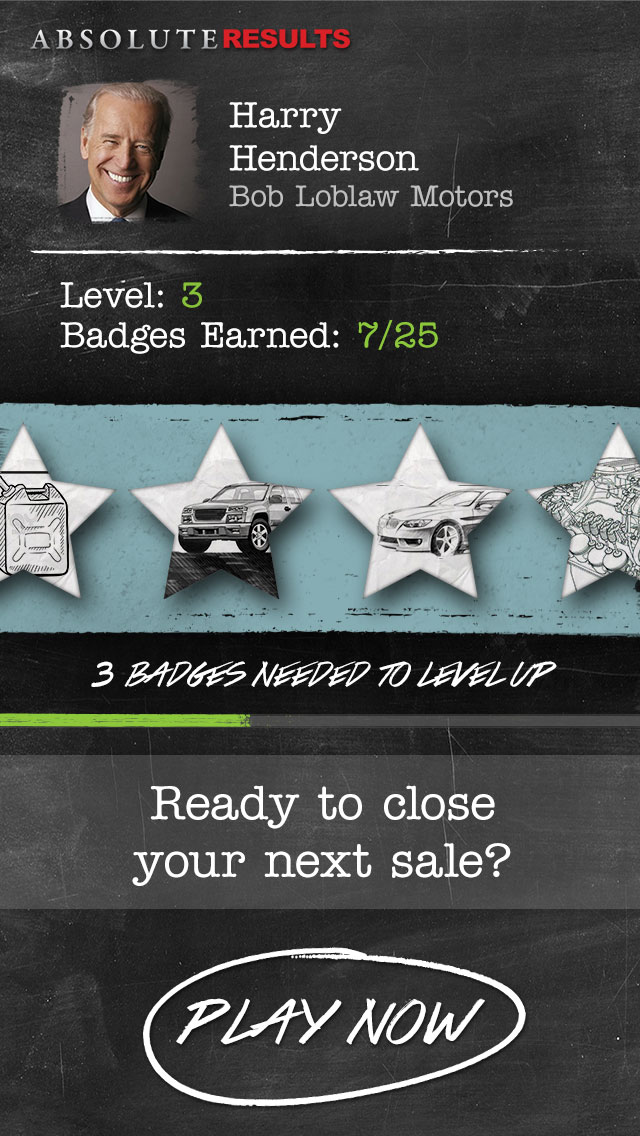 ABSOLUTERESULTS
Harry
Henderson
Bob Loblaw Motors
Level: 3
Badges Earned: 7/25
3 BADGES NEEDED TO LEVEL UP
Ready to close
your next sale?
PLAY NOW